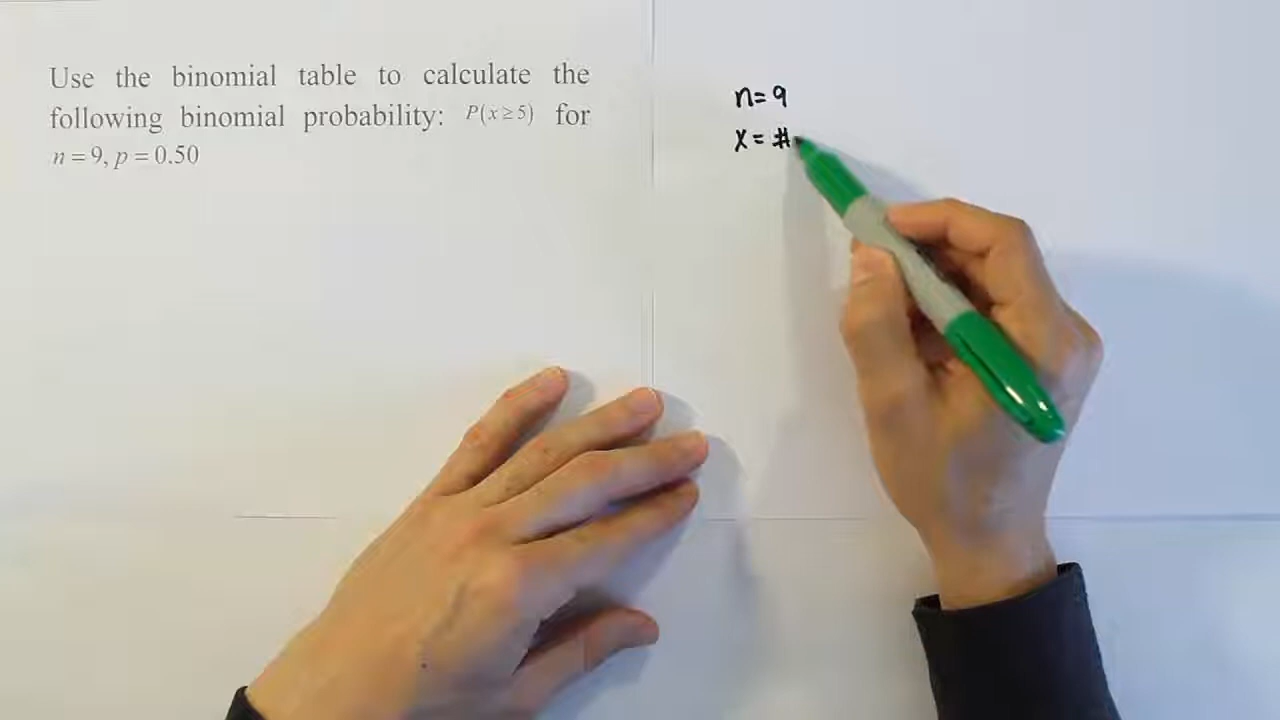 Use the binomial table to calculate the
following binomial probability: P(x ≥ 5) for
n = 9, p = 0.50
n = 9
X = #